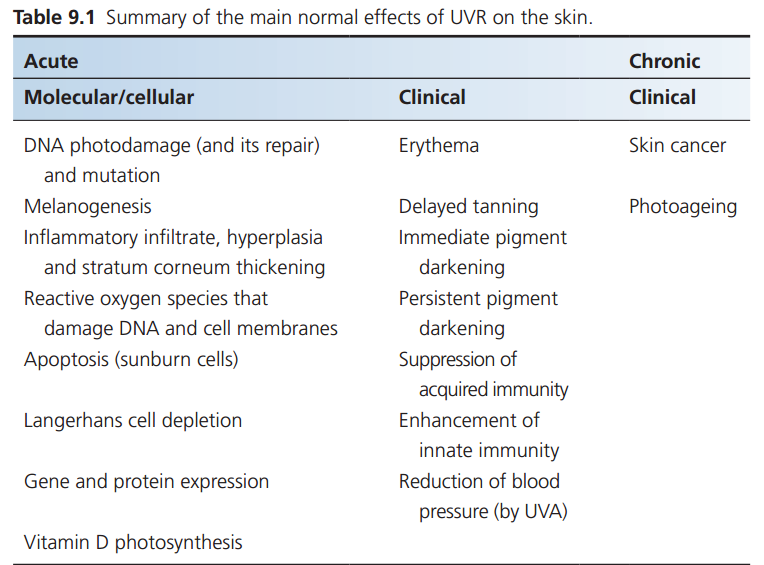 Table 9.1 Summary of the main normal effects of UVR on the skin.
Acute Chronic
Molecular/cellular Clinical Clinical
DNA photodamage (and its repair) Erythema Skin cancer
and mutation
Melanogenesis Delayed tanning Photoageing
Inflammatory infiltrate, hyperplasia Immediate pigment
and stratum corneum thickening darkening
Reactive oxygen species that Persistent pigment
damage DNA and cell membranes darkening
Apoptosis (sunburn cells) Suppression of
acquired immunity
Langerhans cell depletion Enhancement of
innate immunity
Gene and protein expression Reduction of blood
pressure (by UVA)
Vitamin D photosynthesis